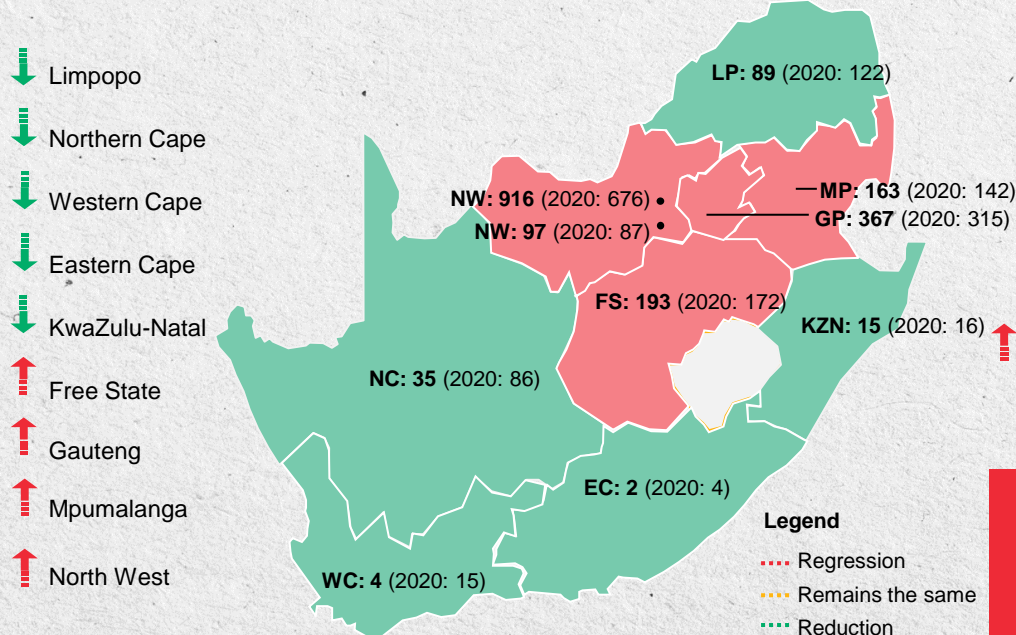 Limpopo
Northern Cape
Western Cape
Eastern Cape
KwaZulu-Natal
Free State
Gauteng
Mpumalanga
North West
LP: 89 (2020: 122)
NW: 916 (2020: 676)
MP: 163 (2020: 142)
GP: 367 (2020: 315)
NW: 97 (2020: 87)
FS: 193 (2020: 172)
KZN: 15 (2020: 16)
NC: 35 (2020: 86)
EC: 2 (2020: 4)
WC: 4 (2020: 15)
Legend
Regression
Remains the same
Reduction